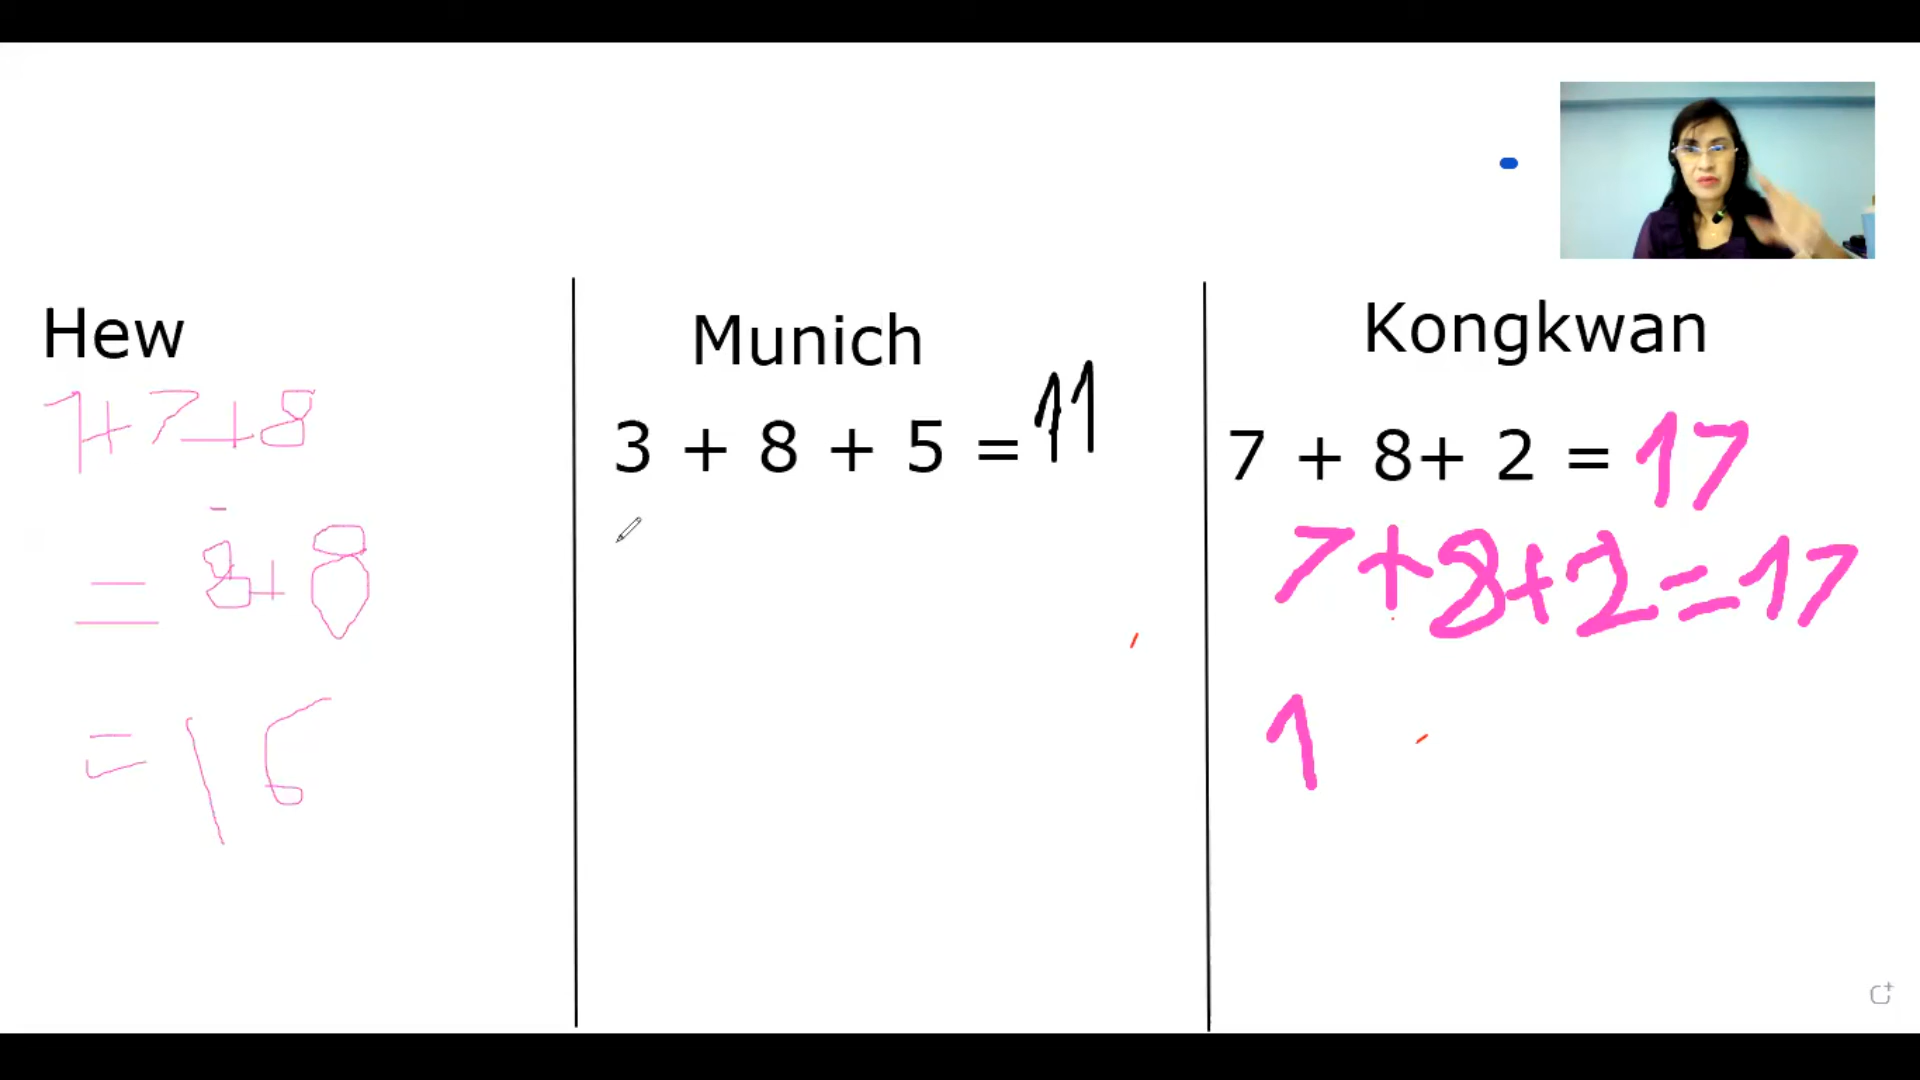 Hew
1+7+8
= 8+8
= 16
Munich
3 + 8 + 5 = 11
Kongkwan
7 + 8+ 2 = 17
7+8+2=17
1